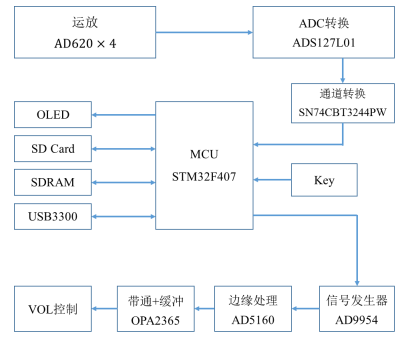 运放
AD620 × 4
ADC转换
ADS127L01
通道转换
SN74CBT3244PW
OLED
SD Card
SDRAM
USB3300
MCU
STM32F407
Key
VOL控制
带通+缓冲
OPA2365
边缘处理
AD5160
信号发生器
AD9954